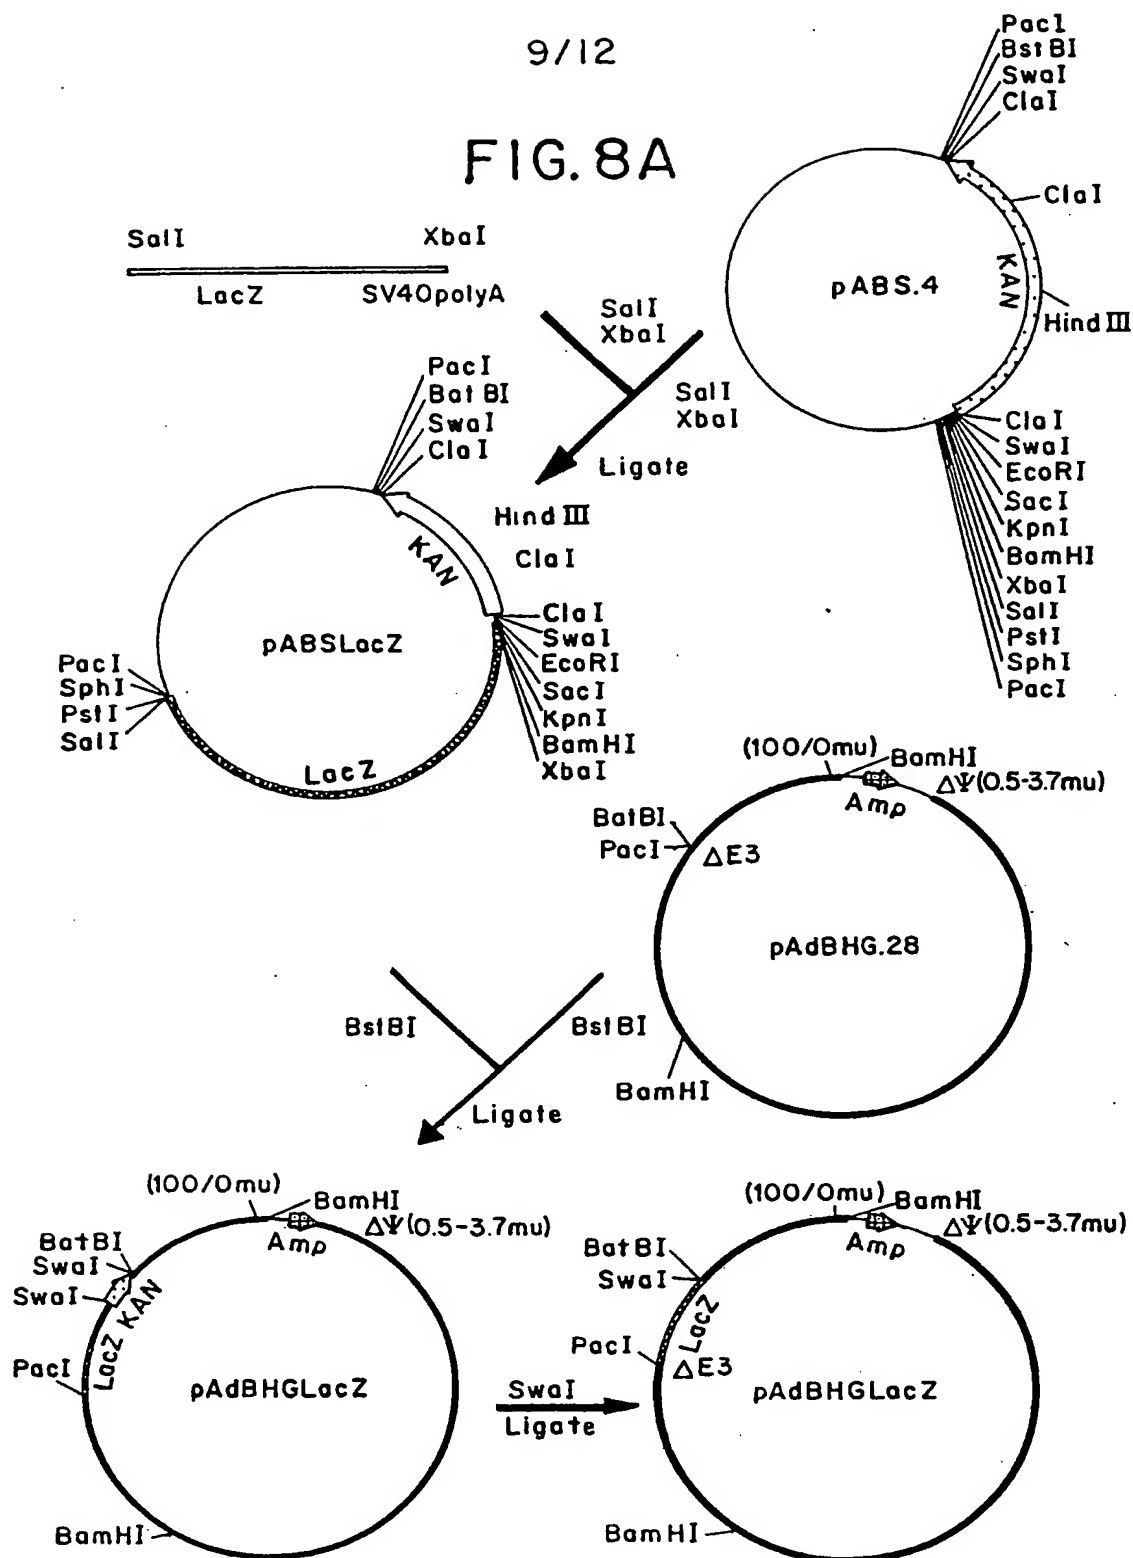 9/12
FIG. 8A
SalI
XbaI
LacZ
SV40polyA
SalI
XbaI
SalI
XbaI
Ligate
Pac1
BstBI
SwaI
ClaI
ClaI
KAN
pABS.4
Hind III
ClaI
SwaI
EcoRI
SacI
KpnI
BamHI
XbaI
SalI
PstI
SphI
PacI
PacI
BatBI
SwaI
ClaI
Hind III
KAN
ClaI
pABSLacZ
ClaI
SwaI
EcoRI
SacI
KpnI
BamHI
XbaI
PacI
SphI
PstI
SalI
LacZ
(100/0mu)
BamHI
Amp
ΔΨ(0.5-3.7mu)
BatBI
PacI
ΔE3
pAdBHG.28
BamHI
BstBI
BstBI
Ligate
(100/0mu)
BamHI
Amp
ΔΨ(0.5-3.7mu)
BatBI
SwaI
SwaI
KAN
LacZ
PacI
pAdBHGLacZ
BamHI
SwaI
Ligate
(100/0mu)
BamHI
Amp
ΔΨ(0.5-3.7mu)
BatBI
SwaI
LacZ
PacI
ΔE3
pAdBHGLacZ
BamHI